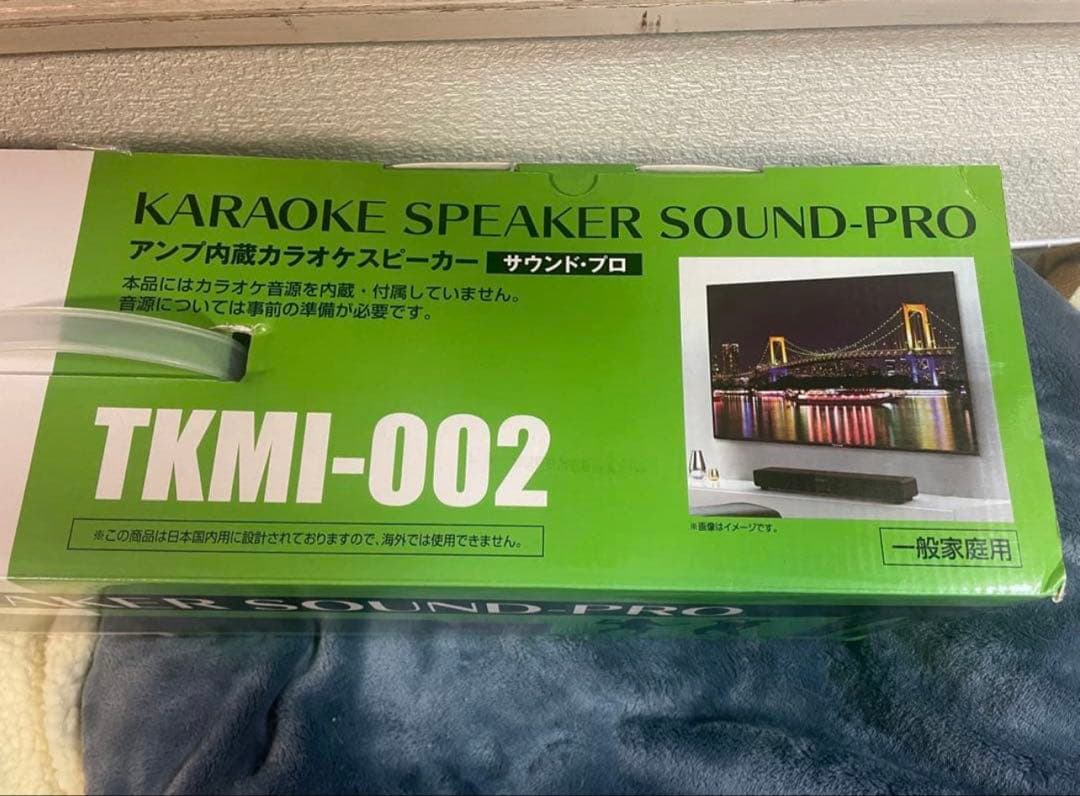 KARAOKE SPEAKER SOUND-PRO
アンプ内蔵カラオケスピーカー サウンド・プロ
本品にはカラオケ音源を内蔵・付属していません。
音源については事前の準備が必要です。
TKMI-002
※この商品は日本国内用に設計されておりますので、海外では使用できません。
※画像はイメージです。
一般家庭用
AKER SOUND-PRO